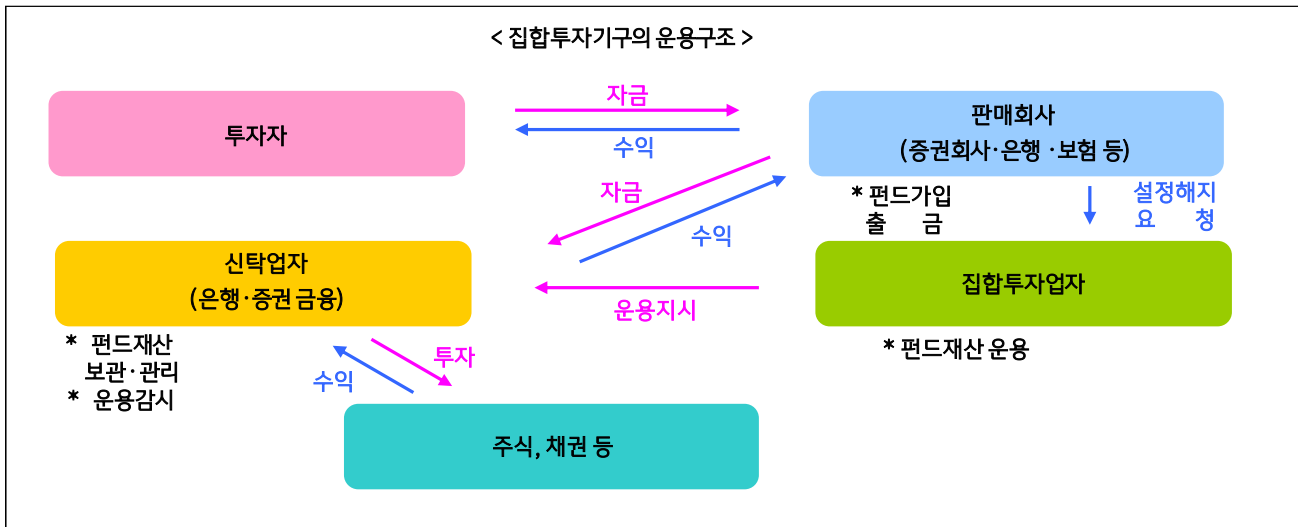 < 집합투자기구의 운용구조 >
자금
투자자
수익
판매회사
(증권회사·은행 ·보험 등)
자금
수익
* 펀드가입
출 금
설정해지
요 청
신탁업자
(은행·증권 금융)
운용지시
집합투자업자
* 펀드재산
보관·관리
* 운용감시
투자
수익
* 펀드재산 운용
주식, 채권 등